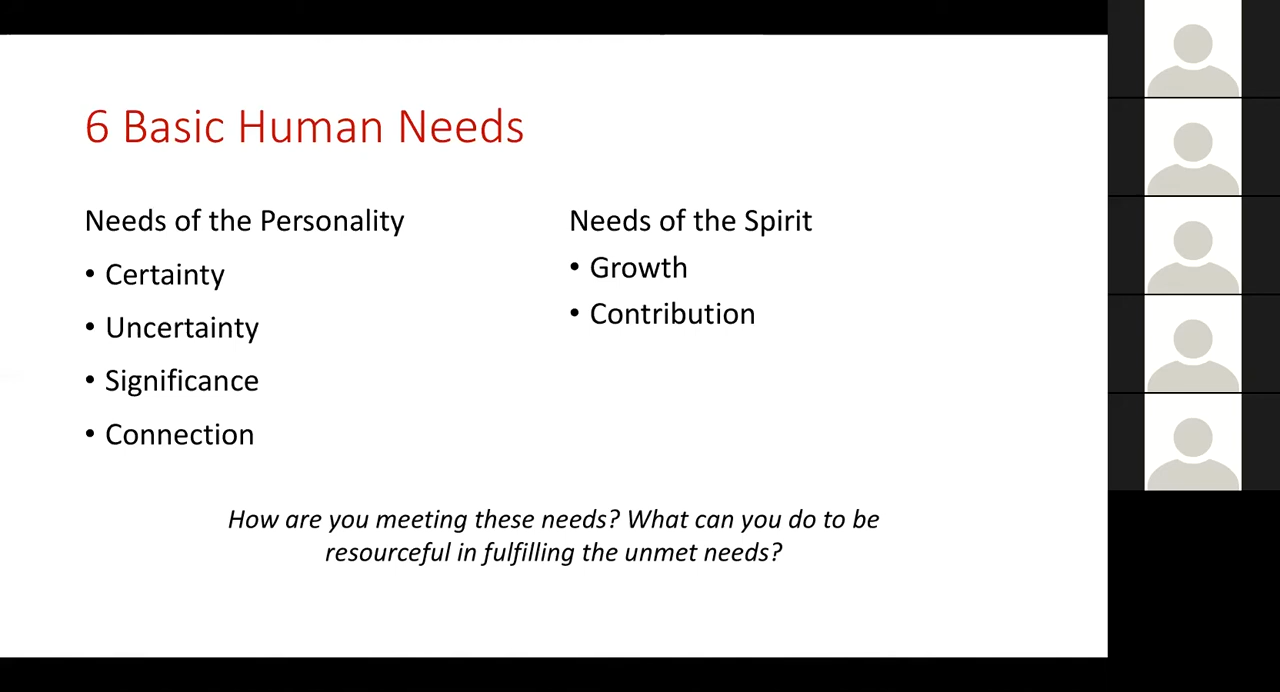 6 Basic Human Needs
Needs of the Personality
• Certainty
• Uncertainty
• Significance
• Connection
Needs of the Spirit
• Growth
• Contribution
How are you meeting these needs? What can you do to be
resourceful in fulfilling the unmet needs?